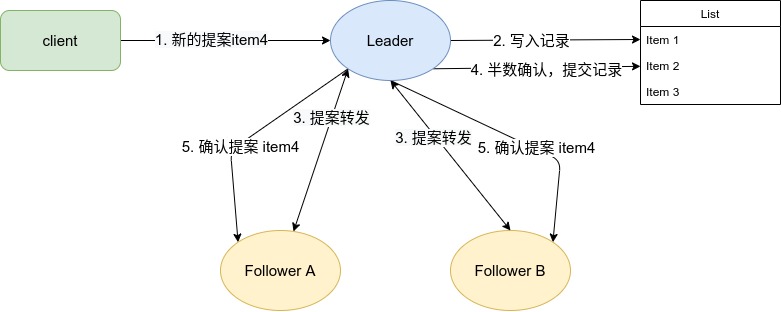 client
1. 新的提案item4
Leader
2. 写入记录
4. 半数确认，提交记录
List
Item 1
Item 2
Item 3
3. 提案转发
5. 确认提案 item4
3. 提案转发
5. 确认提案 item4
Follower A
Follower B